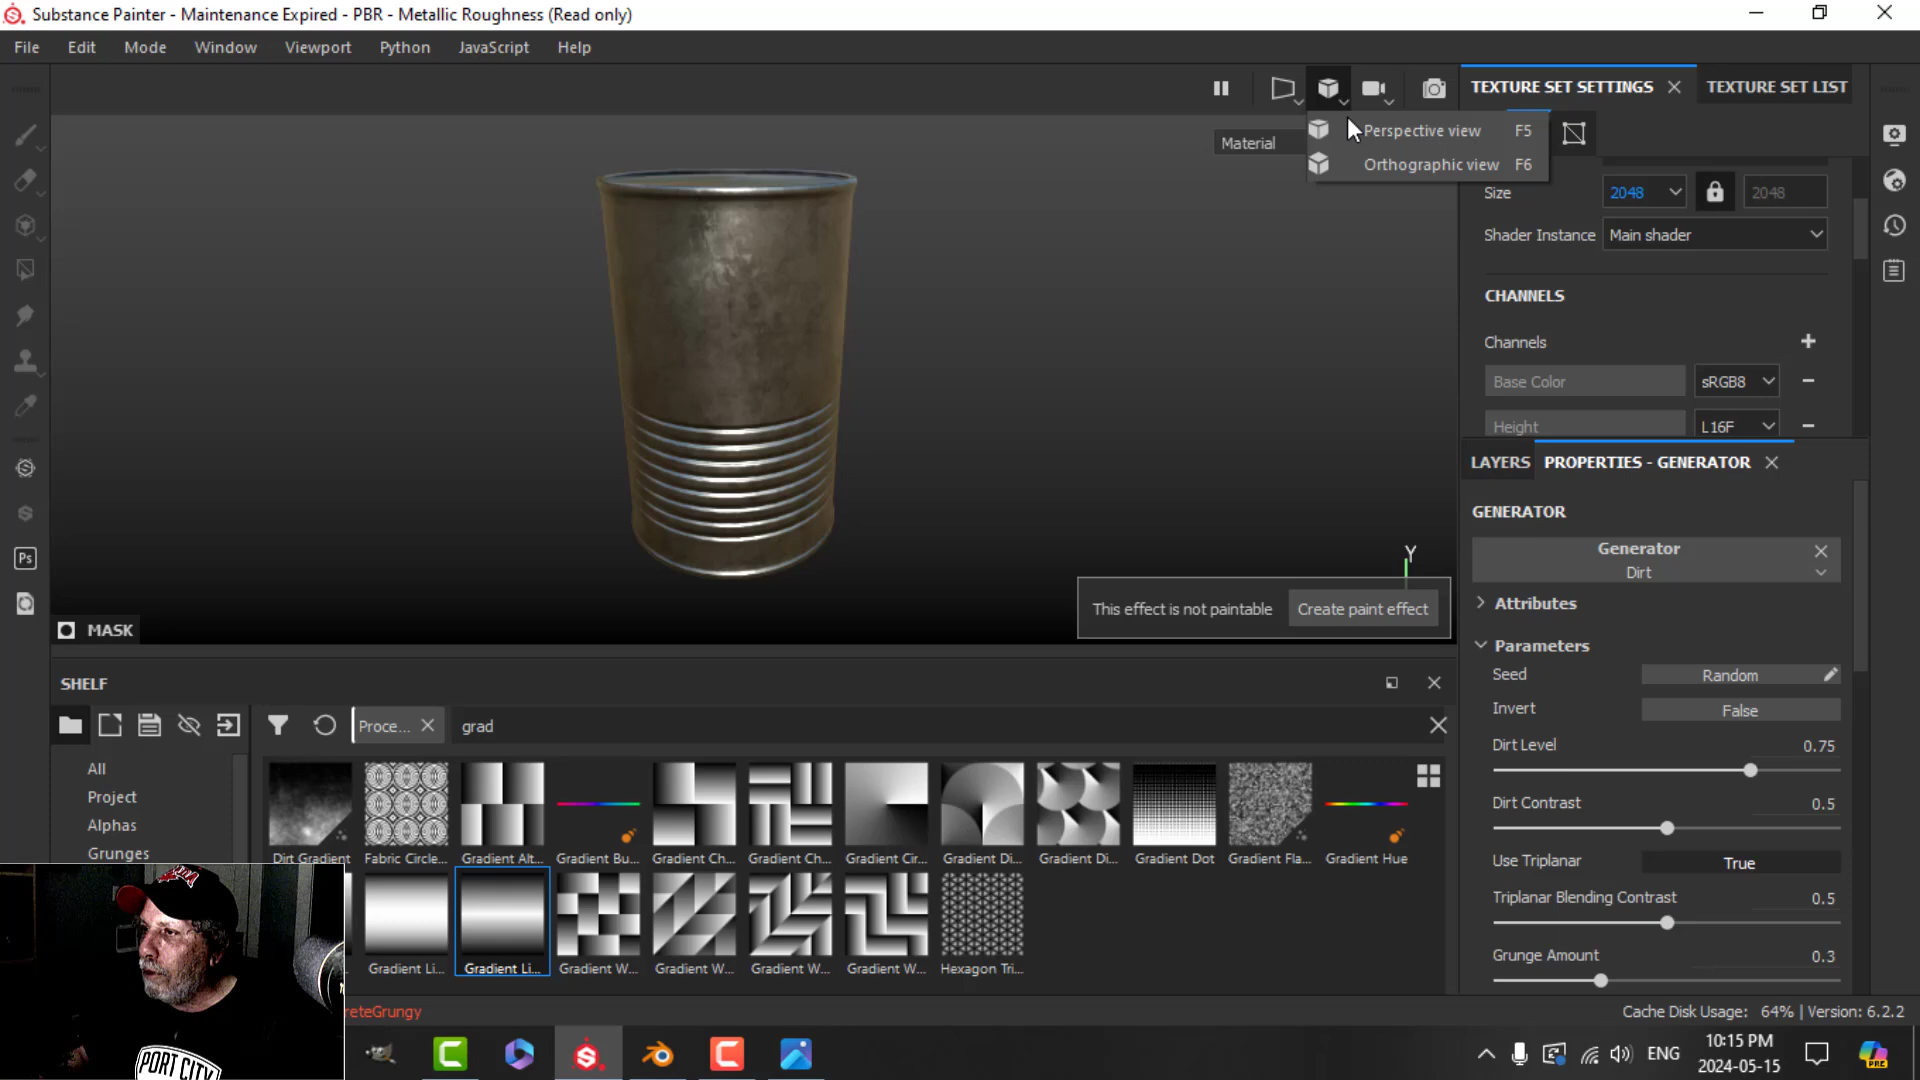 Substance Painter - Maintenance Expired - PBR - Metallic Roughness (Read only)
File Edit Mode Window Viewport Python JavaScript Help
TEXTURE SET SETTINGS TEXTURE SET LIST
Perspective view F5
Material
Orthographic view F6
Size 2048 2048
Shader Instance Main shader
CHANNELS
Channels
Base Color sRGB8
Height L16F
LAYERS PROPERTIES - GENERATOR
GENERATOR
Generator
Dirt
Y
This effect is not paintable Create paint effect
Attributes
MASK
Parameters
Seed Random
Invert False
Dirt Level 0.75
Dirt Contrast 0.5
Use Triplanar True
Triplanar Blending Contrast 0.5
Grunge Amount 0.3
SHELF
Proce... grad
All
Project
Alphas
Grunges
Ps
Dirt Gradient Fabric Circle... Gradient Alt... Gradient Bu... Gradient Ch... Gradient Ch... Gradient Cir... Gradient Di... Gradient Di... Gradient Dot Gradient Fla... Gradient Hue
Gradient Li... Gradient Li... Gradient W... Gradient W... Gradient W... Gradient W... Hexagon Tri...
reteGrungy
Cache Disk Usage: 64% | Version: 6.2.2
PORT CITY
ENG
10:15 PM
2024-05-15
PRE